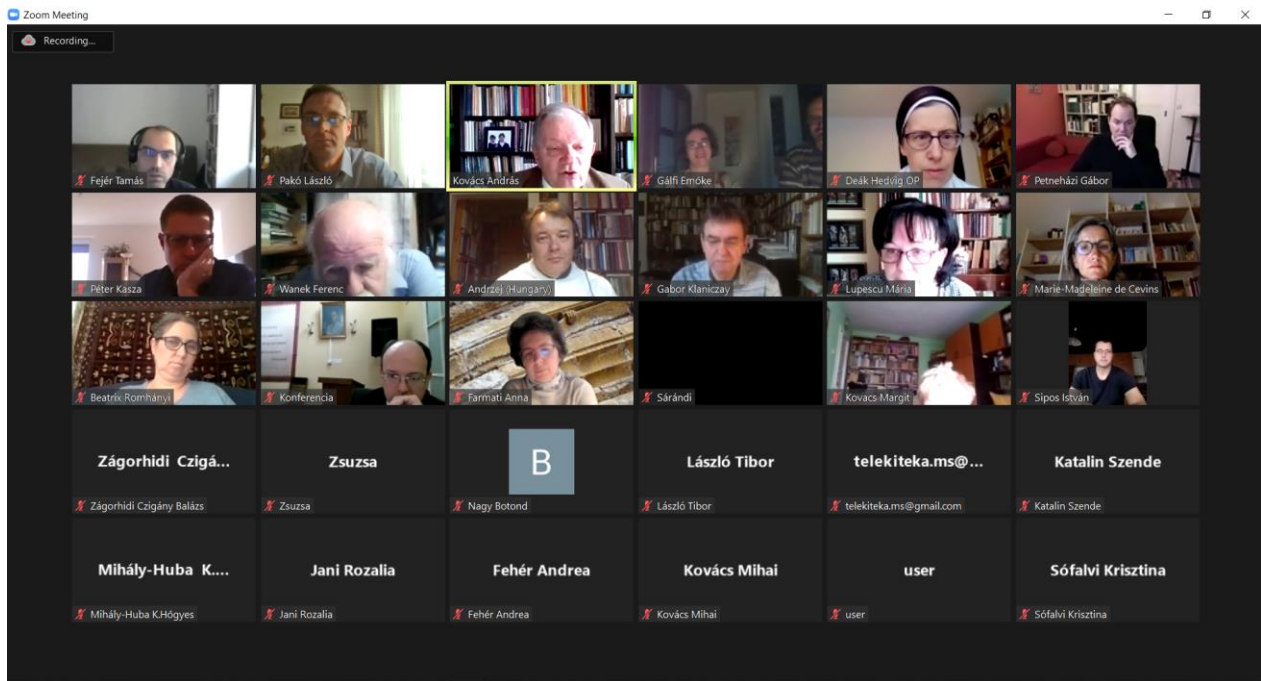 Zoom Meeting
Recording...
Fejér Tamás
Pakó László
Kovács András
Gálfi Emőke
Deák Hedvig OP
Petneházi Gábor
Péter Kasza
Wanek Ferenc
Andrzej (Hungary)
Gabor Klaniczay
Lupescu Mária
Marie-Madeleine de Cevins
Beatrix Romhányi
Konferencia
Farmati Anna
Sárándi
Kovacs Margit
Sipos István
Zágorhidi Czigá...
Zsuzsa
B
László Tibor
telekiteka.ms@...
Katalin Szende
Zágorhidi Czigány Balázs
Zsuzsa
Nagy Botond
László Tibor
telekiteka.ms@gmail.com
Katalin Szende
Mihály-Huba K....
Jani Rozalia
Fehér Andrea
Kovács Mihai
user
Sófalvi Krisztina
Mihály-Huba K.Hőgyes
Jani Rozalia
Fehér Andrea
Kovács Mihai
user
Sófalvi Krisztina